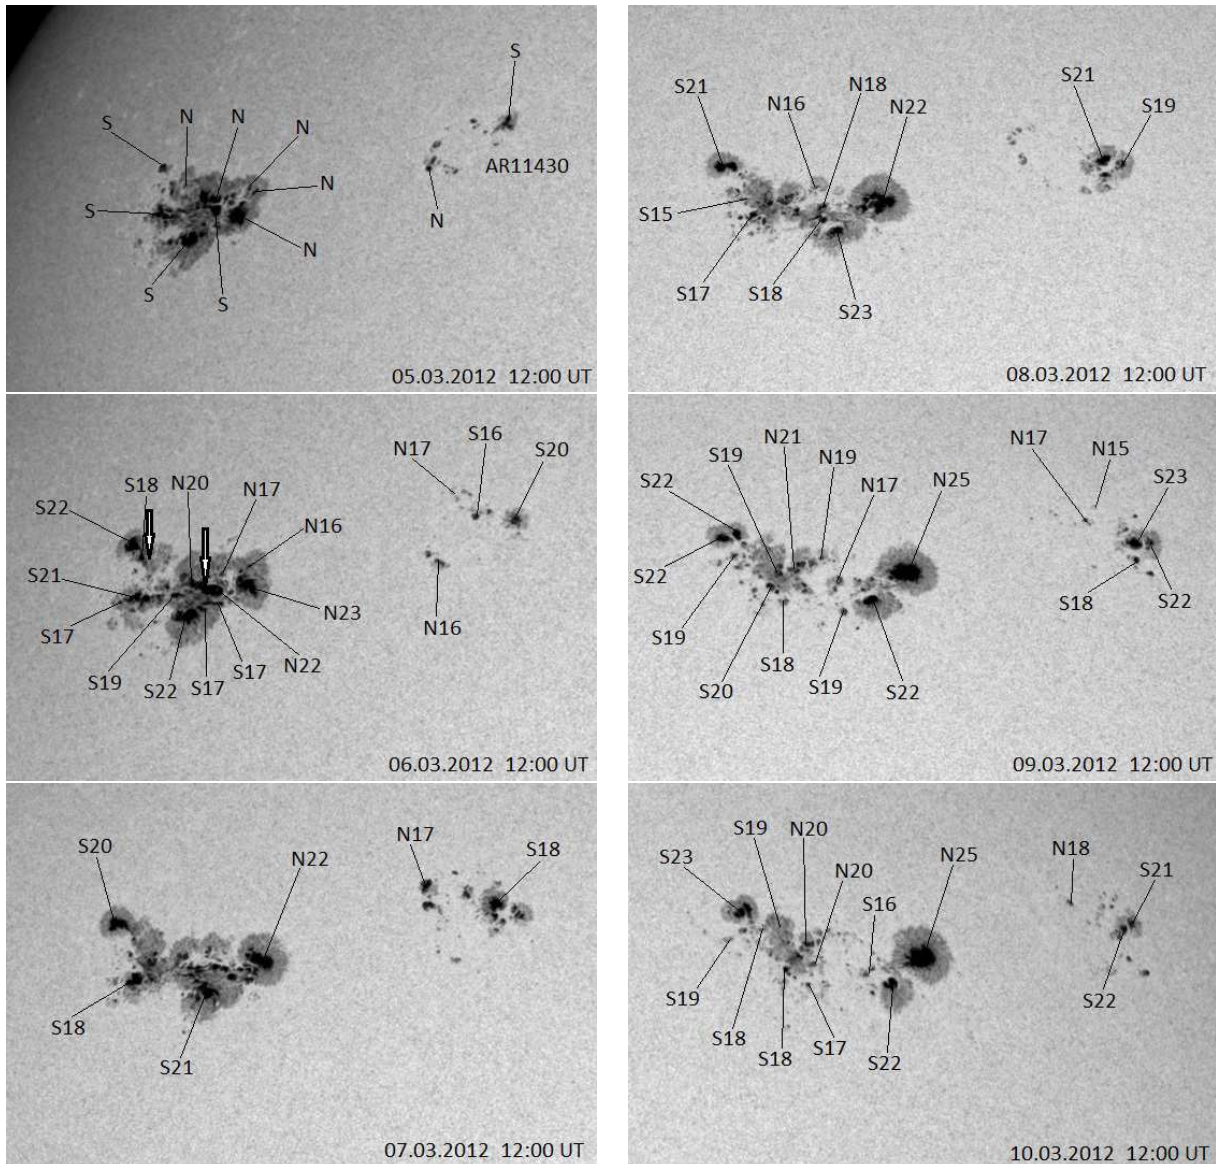 S
N
N
N
S
N
AR11430
S
N
N
S
S
05.03.2012 12:00 UT
S21
N16
N18
N22
S21
S19
S15
S17
S18
S23
08.03.2012 12:00 UT
N17
S16
S20
S18
N20
N17
S22
N16
S21
N23
S17
N16
S19
S22
S17
S17
N22
06.03.2012 12:00 UT
N21
N17
N15
S19
N19
S22
N17
N25
S23
S22
S18
S22
S19
S18
S20
S19
S22
09.03.2012 12:00 UT
S20
N22
N17
S18
S18
S21
07.03.2012 12:00 UT
S19
N20
S23
N20
N25
N18
S21
S16
S19
S22
S18
S18
S17
S22
10.03.2012 12:00 UT